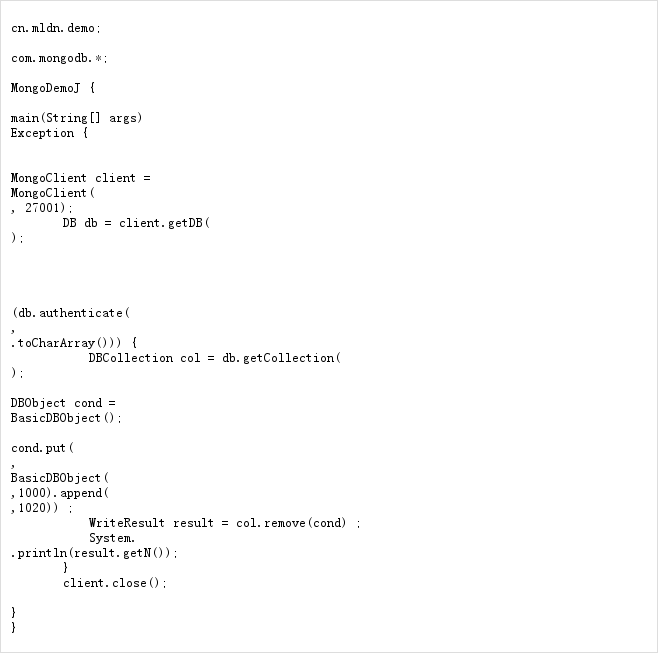 cn.mldn.demo;
com.mongodb.*;
MongoDemoJ {
main(String[] args)
Exception {
MongoClient client =
MongoClient(
, 27001);
DB db = client.getDB(
);
(db.authenticate(
,
.toCharArray())) {
DBCollection col = db.getCollection(
);
DBObject cond =
BasicDBObject();
cond.put(
,
BasicDBObject(
,1000).append(
,1020)) ;
WriteResult result = col.remove(cond) ;
System.
.println(result.getN());
}
client.close();
}
}